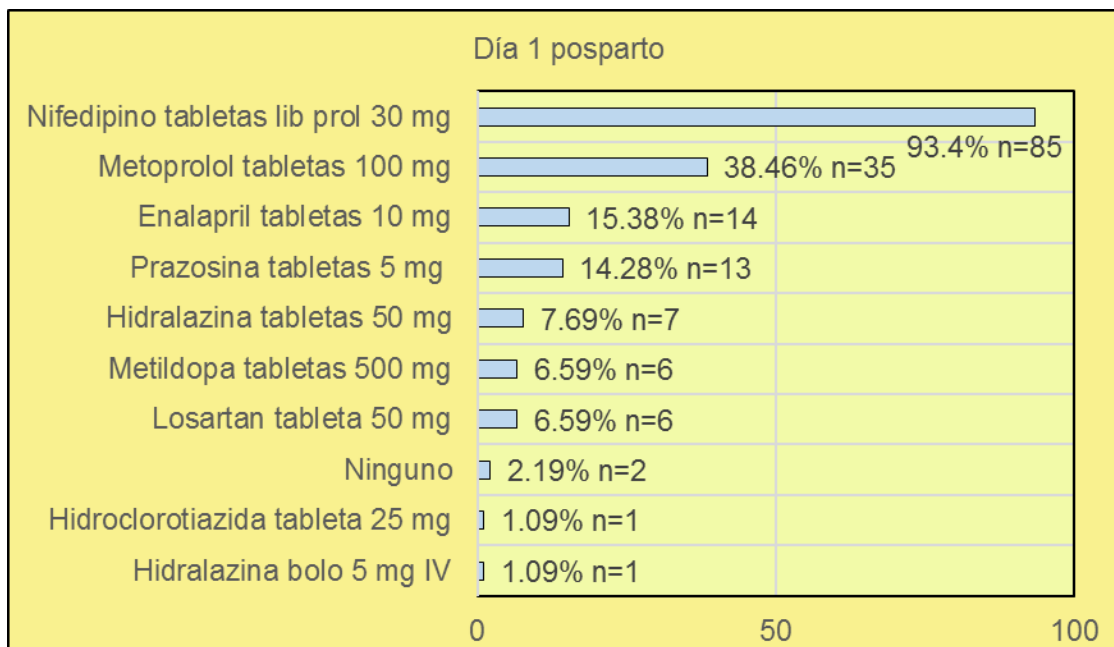 Día 1 posparto
Nifedipino tabletas lib prol 30 mg
93.4% n=85
Metoprolol tabletas 100 mg
38.46% n=35
Enalapril tabletas 10 mg
15.38% n=14
Prazosina tabletas 5 mg
14.28% n=13
Hidralazina tabletas 50 mg
7.69% n=7
Metildopa tabletas 500 mg
6.59% n=6
Losartan tableta 50 mg
6.59% n=6
Ninguno
2.19% n=2
Hidroclorotiazida tableta 25 mg
1.09% n=1
Hidralazina bolo 5 mg IV
1.09% n=1
0 50 100